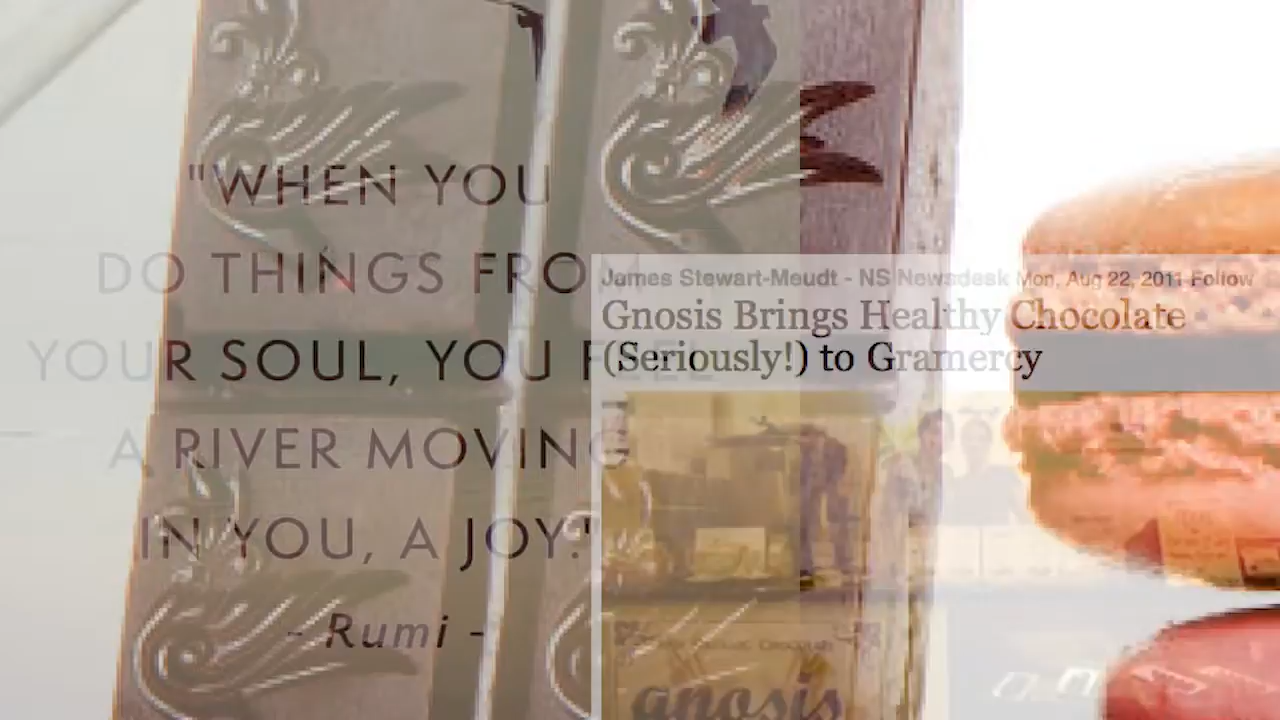 "WHEN YOU
DO THINGS FROM
YOUR SOUL, YOU FEEL
A RIVER MOVING
IN YOU, A JOY."
- Rumi -
James Stewart-Meudt - NS Newsdesk Mon, Aug 22, 2011 Follow
Gnosis Brings Healthy Chocolate
(Seriously!) to Gramercy
gnosis